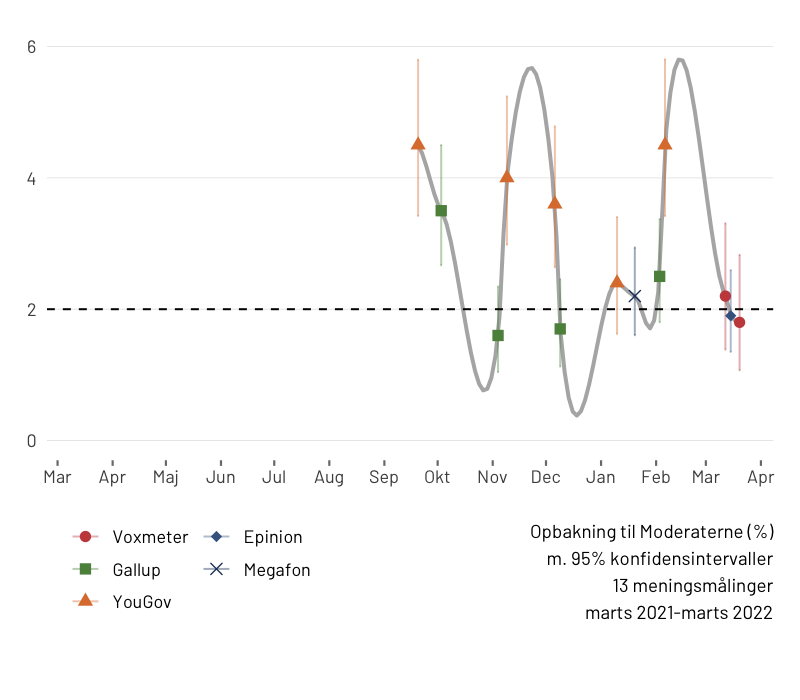 6
4
2
0
Mar Apr Maj Jun Jul Aug Sep Okt Nov Dec Jan Feb Mar Apr
Voxmeter Epinion
Gallup Megafon
YouGov
Opbakning til Moderaterne (%)
m. 95% konfidensintervaller
13 meningsmålinger
marts 2021-marts 2022